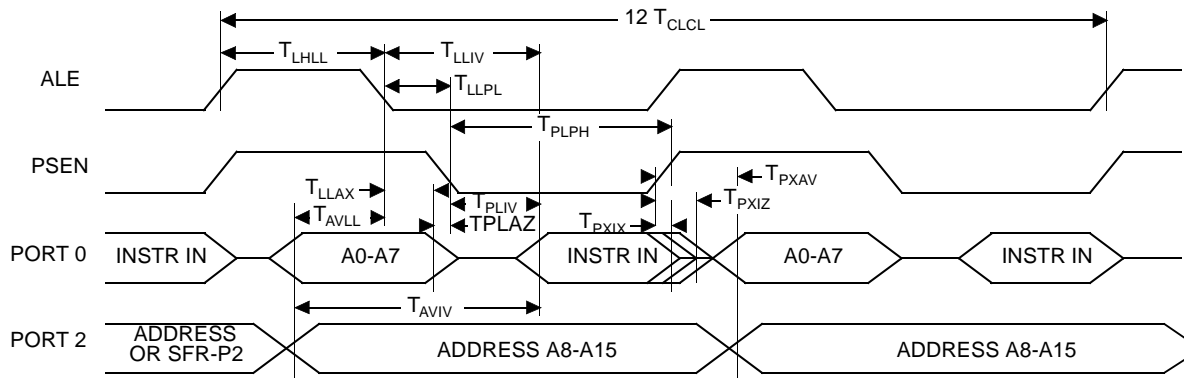 12 TCLCL
TLHLL TLLIV
ALE
TLLPL
TPLPH
PSEN
TLLAX TPXAV
TPLIV TPXIZ
TAVLL TPLAZ TPXIX
PORT 0 INSTR IN A0-A7 INSTR IN A0-A7 INSTR IN
TAVIV
PORT 2 ADDRESS OR SFR-P2 ADDRESS A8-A15 ADDRESS A8-A15